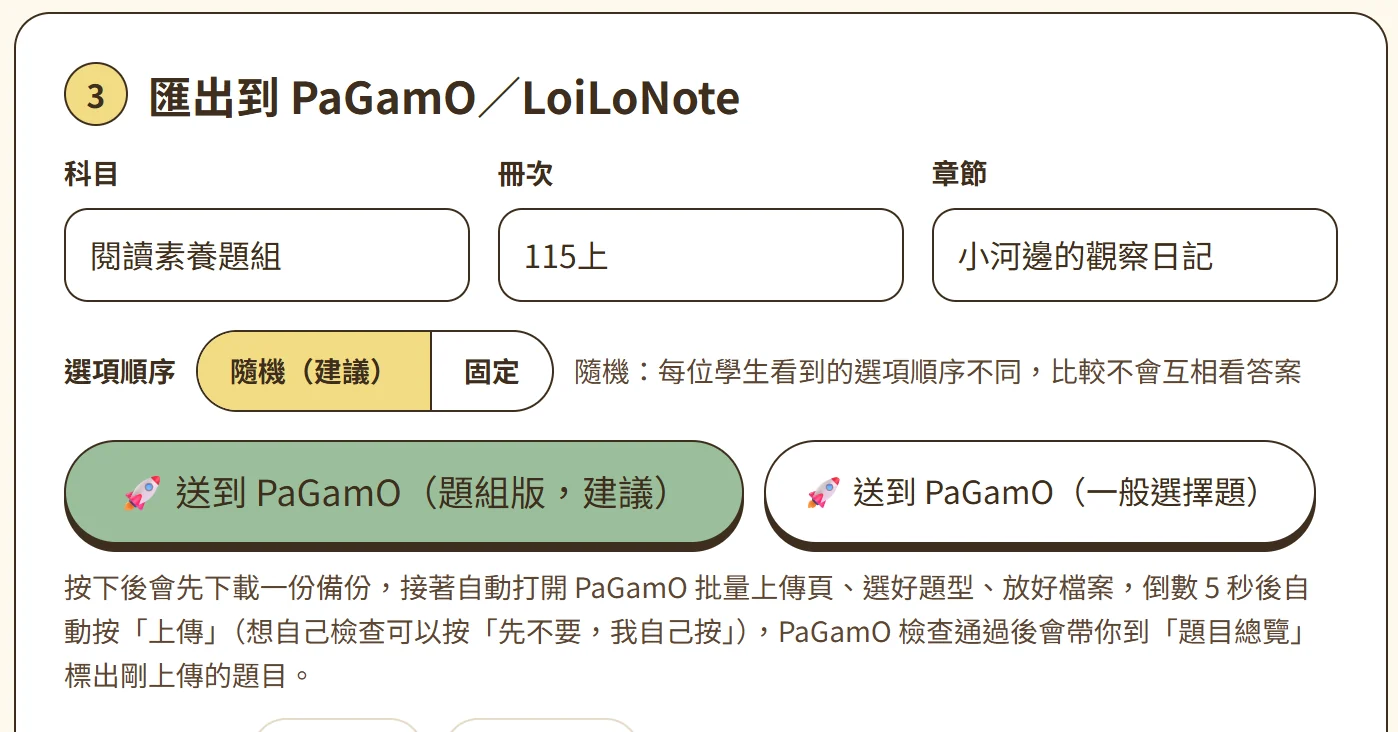 3 匯出到 PaGamO／LoiLoNote
科目 冊次 章節
閱讀素養題組 115上 小河邊的觀察日記
選項順序 隨機（建議） 固定 隨機：每位學生看到的選項順序不同，比較不會互相看答案
🚀 送到 PaGamO（題組版，建議） 🚀 送到 PaGamO（一般選擇題）
按下後會先下載一份備份，接著自動打開 PaGamO 批量上傳頁、選好題型、放好檔案，倒數 5 秒後自
動按「上傳」（想自己檢查可以按「先不要，我自己按」），PaGamO 檢查通過後會帶你到「題目總覽」
標出剛上傳的題目。